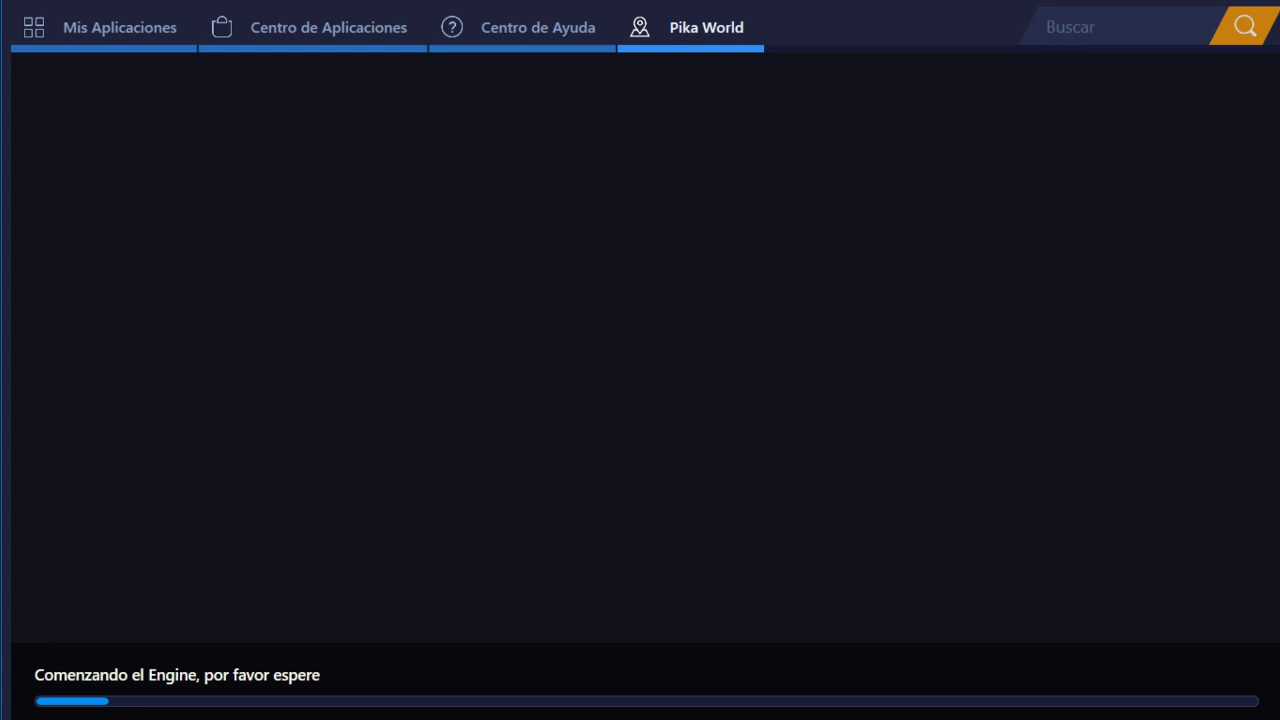 Mis Aplicaciones
Centro de Aplicaciones
Centro de Ayuda
Pika World
Buscar
Comenzando el Engine, por favor espere